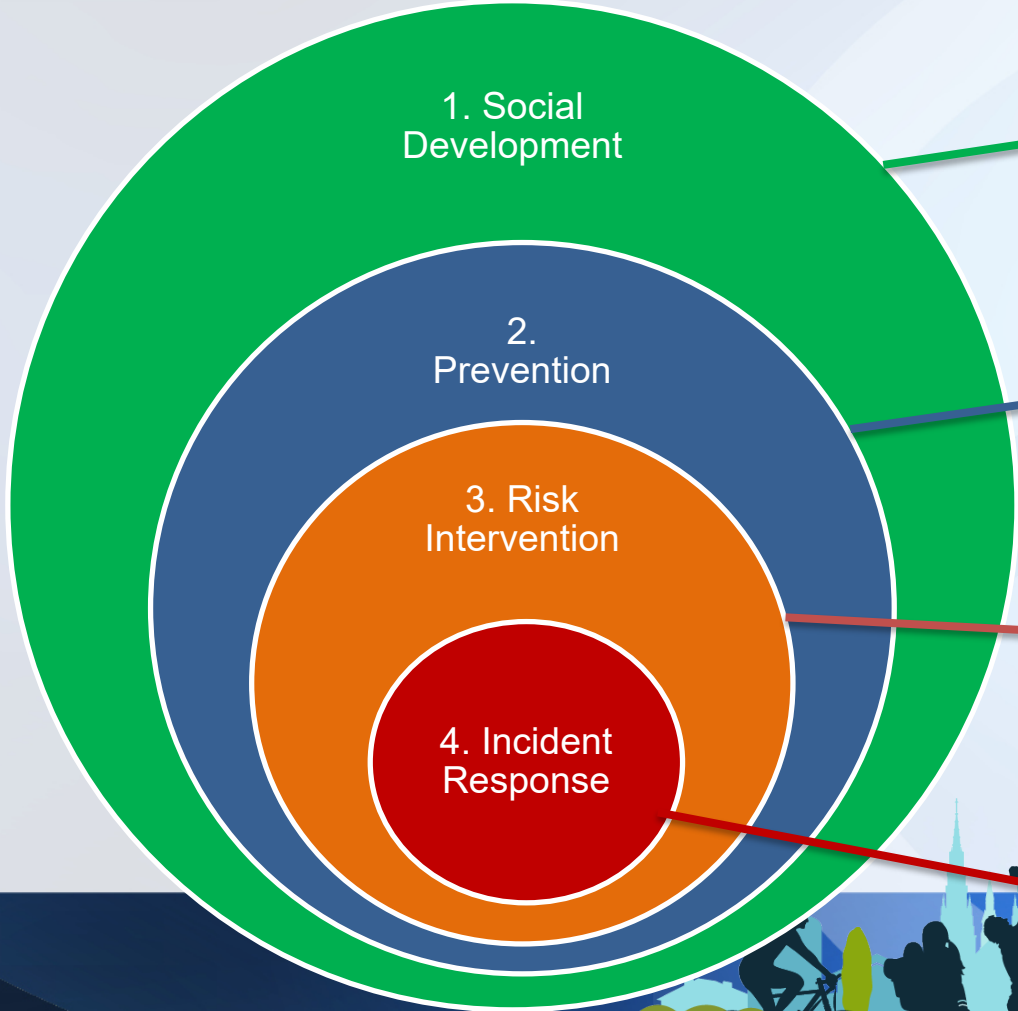 1. Social
Development
2.
Prevention
3. Risk
Intervention
4. Incident
Response